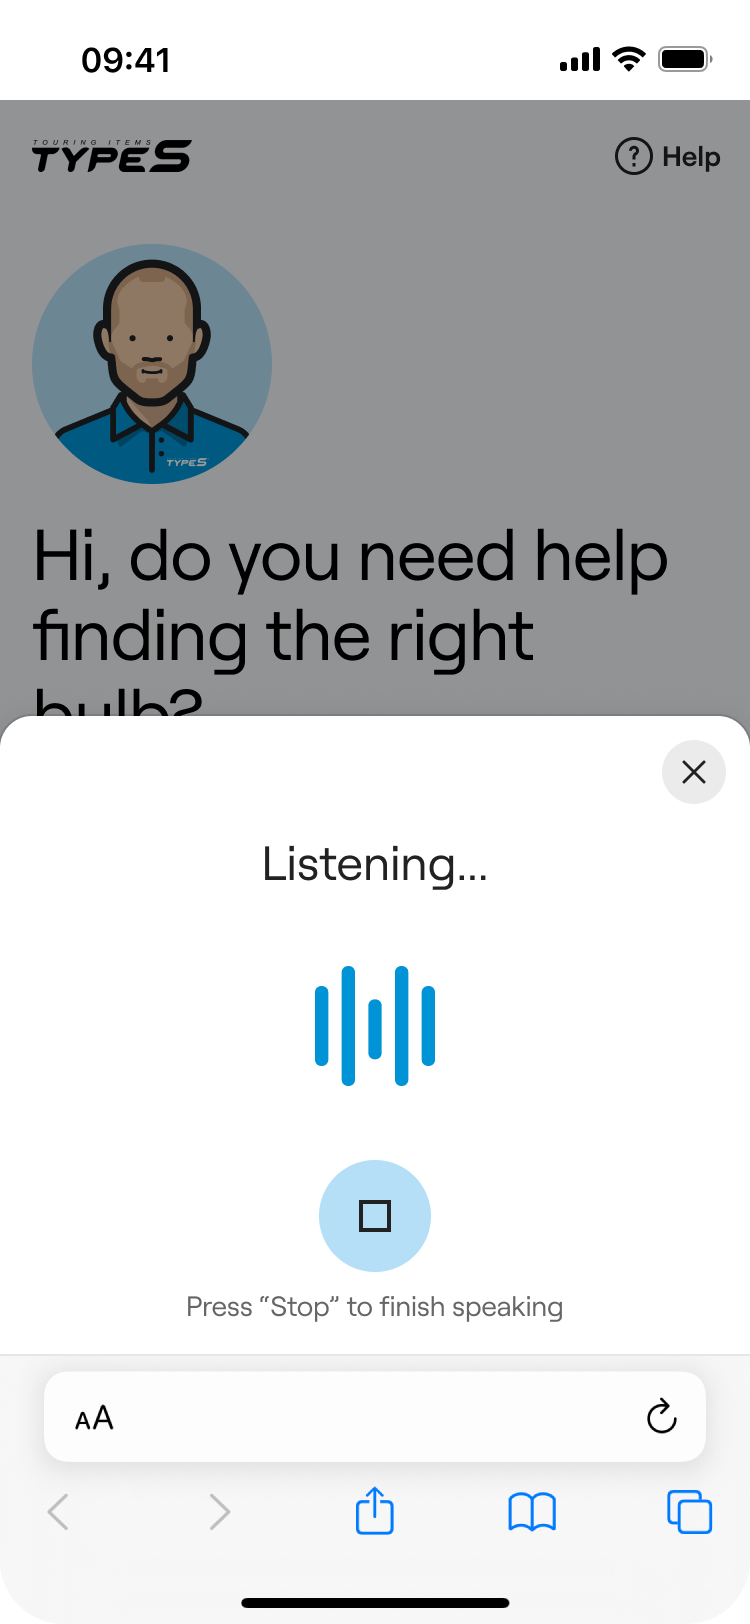 09:41
TOURING ITEMS
TYPES
Help
TYPES
Hi, do you need help
finding the right
bulb?
Listening...
Press “Stop” to finish speaking
AA